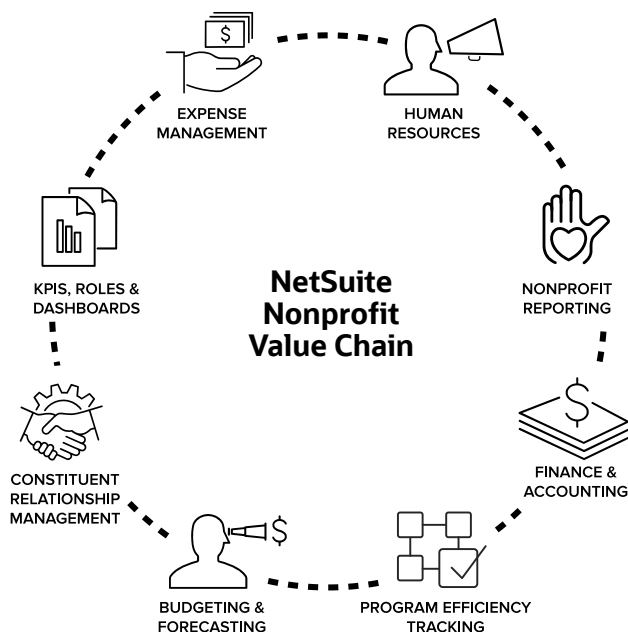 EXPENSE
MANAGEMENT
HUMAN
RESOURCES
NONPROFIT
REPORTING
FINANCE &
ACCOUNTING
PROGRAM EFFICIENCY
TRACKING
BUDGETING &
FORECASTING
CONSTITUENT
RELATIONSHIP
MANAGEMENT
KPIS, ROLES &
DASHBOARDS
NetSuite
Nonprofit
Value Chain
$
$
$